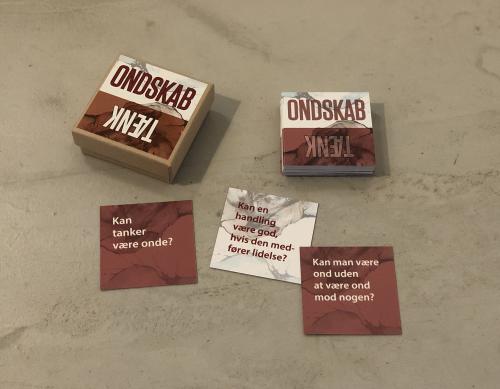 ONDSKAB
TÆNK
ONDSKAB
TÆNK
Kan
tanker
være onde?
Kan en
handling
være god,
hvis den med-
fører lidelse?
Kan man være
ond uden
at være ond
mod nogen?